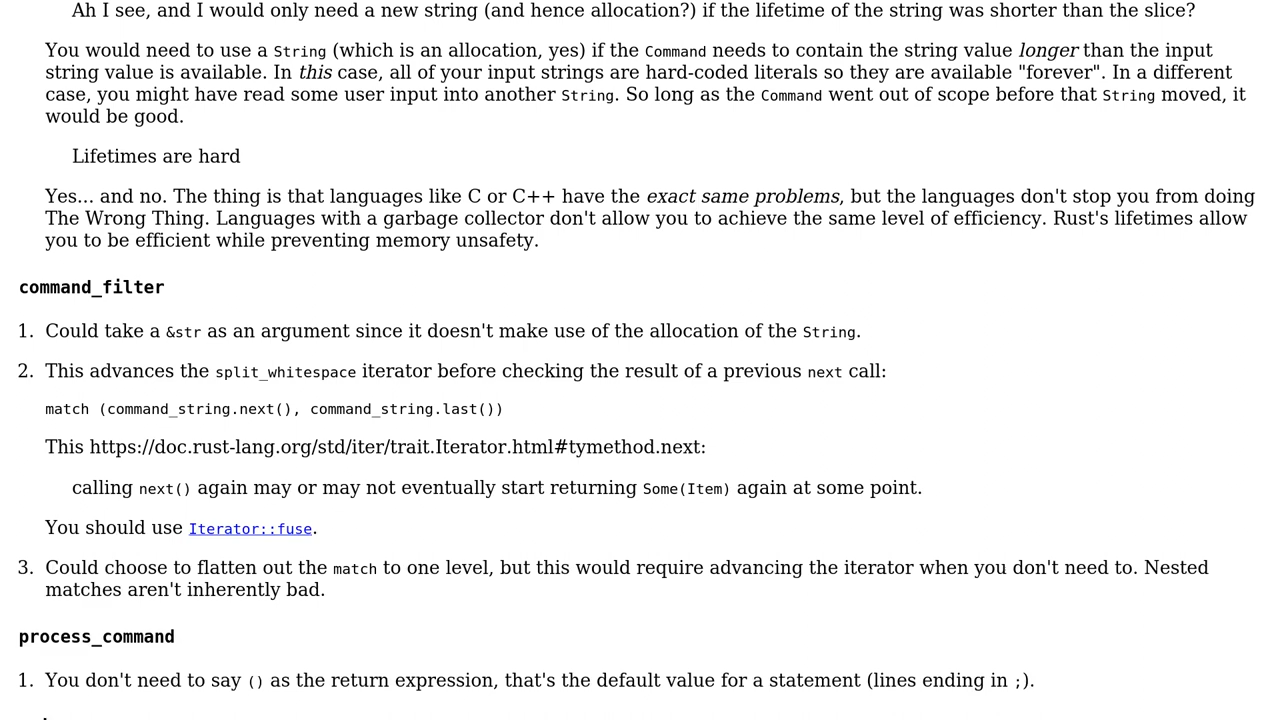 Ah I see, and I would only need a new string (and hence allocation?) if the lifetime of the string was shorter than the slice?
You would need to use a String (which is an allocation, yes) if the Command needs to contain the string value longer than the input
string value is available. In this case, all of your input strings are hard-coded literals so they are available "forever". In a different
case, you might have read some user input into another String. So long as the Command went out of scope before that String moved, it
would be good.
Lifetimes are hard
Yes... and no. The thing is that languages like C or C++ have the exact same problems, but the languages don't stop you from doing
The Wrong Thing. Languages with a garbage collector don't allow you to achieve the same level of efficiency. Rust's lifetimes allow
you to be efficient while preventing memory unsafety.
command_filter
1. Could take a &str as an argument since it doesn't make use of the allocation of the String.
2. This advances the split_whitespace iterator before checking the result of a previous next call:
match (command_string.next(), command_string.last())
This https://doc.rust-lang.org/std/iter/trait.Iterator.html#tymethod.next:
calling next() again may or may not eventually start returning Some(Item) again at some point.
You should use Iterator::fuse.
3. Could choose to flatten out the match to one level, but this would require advancing the iterator when you don't need to. Nested
matches aren't inherently bad.
process_command
1. You don't need to say () as the return expression, that's the default value for a statement (lines ending in ;).